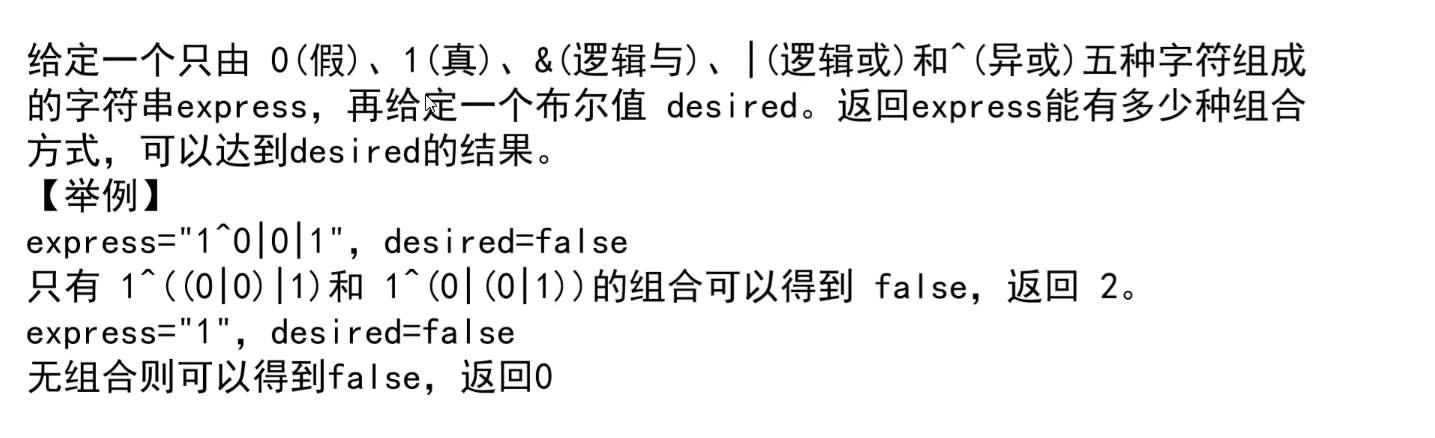 给定一个只由 0(假)、1(真)、&(逻辑与)、|(逻辑或)和^(异或)五种字符组成
的字符串express，再给定一个布尔值 desired。返回express能有多少种组合
方式，可以达到desired的结果。
【举例】
express="1^0|0|1"，desired=false
只有 1^((0|0)|1)和 1^(0|(0|1))的组合可以得到 false，返回 2。
express="1"，desired=false
无组合则可以得到false，返回0